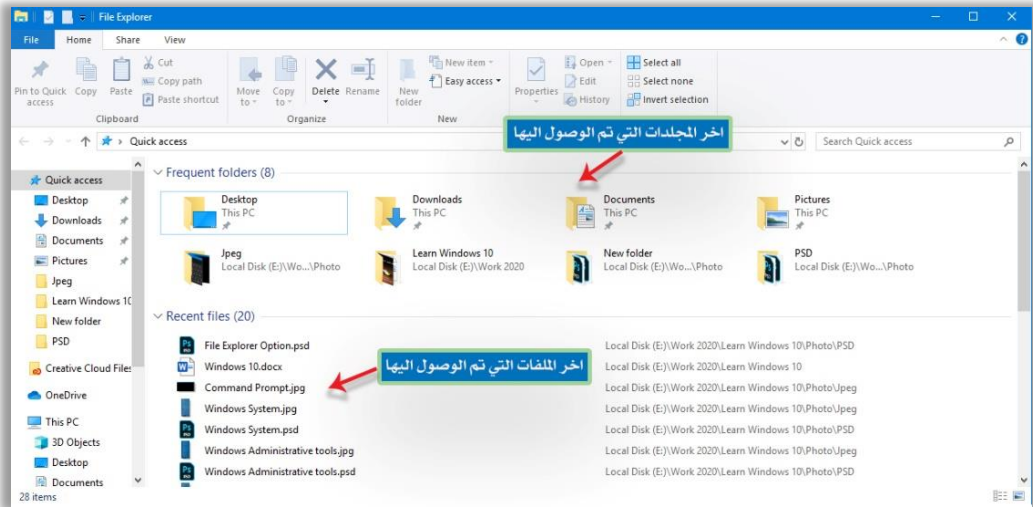 File Explorer
File Home Share View
Pin to Quick access
Copy
Paste
Cut
Copy path
Paste shortcut
Clipboard
Move to
Copy to
Delete
Rename
Organize
New folder
New item
Easy access
New
Properties
Open
Edit
History
Select all
Select none
Invert selection
اخر المجلدات التي تم الوصول اليها
Quick access
Search Quick access
Quick access
Desktop
Downloads
Documents
Pictures
Jpeg
Learn Windows 10
New folder
PSD
Creative Cloud Files
OneDrive
This PC
3D Objects
Desktop
Documents
Frequent folders (8)
Desktop
This PC
Downloads
This PC
Documents
This PC
Pictures
This PC
Jpeg
Local Disk (E:)\Wo...\Photo
Learn Windows 10
Local Disk (E:)\Work 2020
New folder
Local Disk (E:)\Wo...\Photo
PSD
Local Disk (E:)\Wo...\Photo
Recent files (20)
File Explorer Option.psd Local Disk (E:)\Work 2020\Learn Windows 10\Photo\PSD
Windows 10.docx Local Disk (E:)\Work 2020\Learn Windows 10
اخر الملفات التي تم الوصول اليها
Command Prompt.jpg Local Disk (E:)\Work 2020\Learn Windows 10\Photo\Jpeg
Windows System.jpg Local Disk (E:)\Work 2020\Learn Windows 10\Photo\Jpeg
Windows System.psd Local Disk (E:)\Work 2020\Learn Windows 10\Photo\PSD
Windows Administrative tools.jpg Local Disk (E:)\Work 2020\Learn Windows 10\Photo\Jpeg
Windows Administrative tools.psd Local Disk (E:)\Work 2020\Learn Windows 10\Photo\PSD
28 items